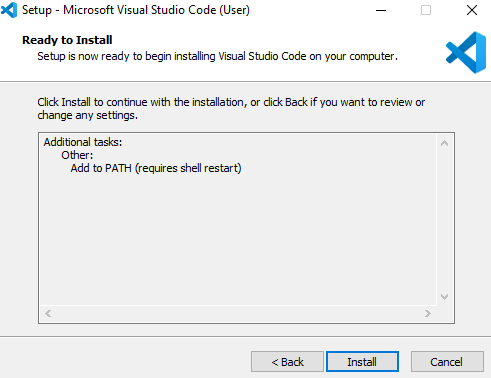 Setup - Microsoft Visual Studio Code (User)
Ready to Install
Setup is now ready to begin installing Visual Studio Code on your computer.
Click Install to continue with the installation, or click Back if you want to review or
change any settings.
Additional tasks:
Other:
Add to PATH (requires shell restart)
< Back
Install
Cancel